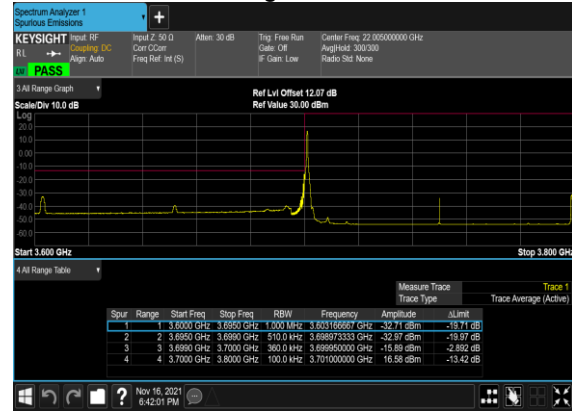 Spectrum Analyzer 1
Spurious Emissions
+
KEYSIGHT Input: RF Input Z: 50 Ω Atten: 30 dB Trig: Free Run Center Freq: 22.005000000 GHz
RL Coupling: DC Corr CCorr Gate: Off Avg|Hold: 300/300
Align: Auto Freq Ref: Int (S) IF Gain: Low Radio Std: None
PASS
3 All Range Graph
Ref Lvl Offset 12.07 dB
Scale/Div 10.0 dB Ref Value 30.00 dBm
Log
20.0
10.0
0.00
-10.0
-20.0
-30.0
-40.0
-50.0
-60.0
Start 3.600 GHz Stop 3.800 GHz
4 All Range Table
Measure Trace Trace 1
Trace Type Trace Average (Active)
Spur Range Start Freq Stop Freq RBW Frequency Amplitude ΔLimit
1 1 3.6000 GHz 3.6950 GHz 1.000 MHz 3.603166667 GHz -32.71 dBm -19.71 dB
2 2 3.6950 GHz 3.6990 GHz 510.0 kHz 3.698973333 GHz -32.97 dBm -19.97 dB
3 3 3.6990 GHz 3.7000 GHz 360.0 kHz 3.699950000 GHz -15.89 dBm -2.892 dB
4 4 3.7000 GHz 3.8000 GHz 100.0 kHz 3.701000000 GHz 16.58 dBm -13.42 dB
? Nov 16, 2021
6:42:01 PM